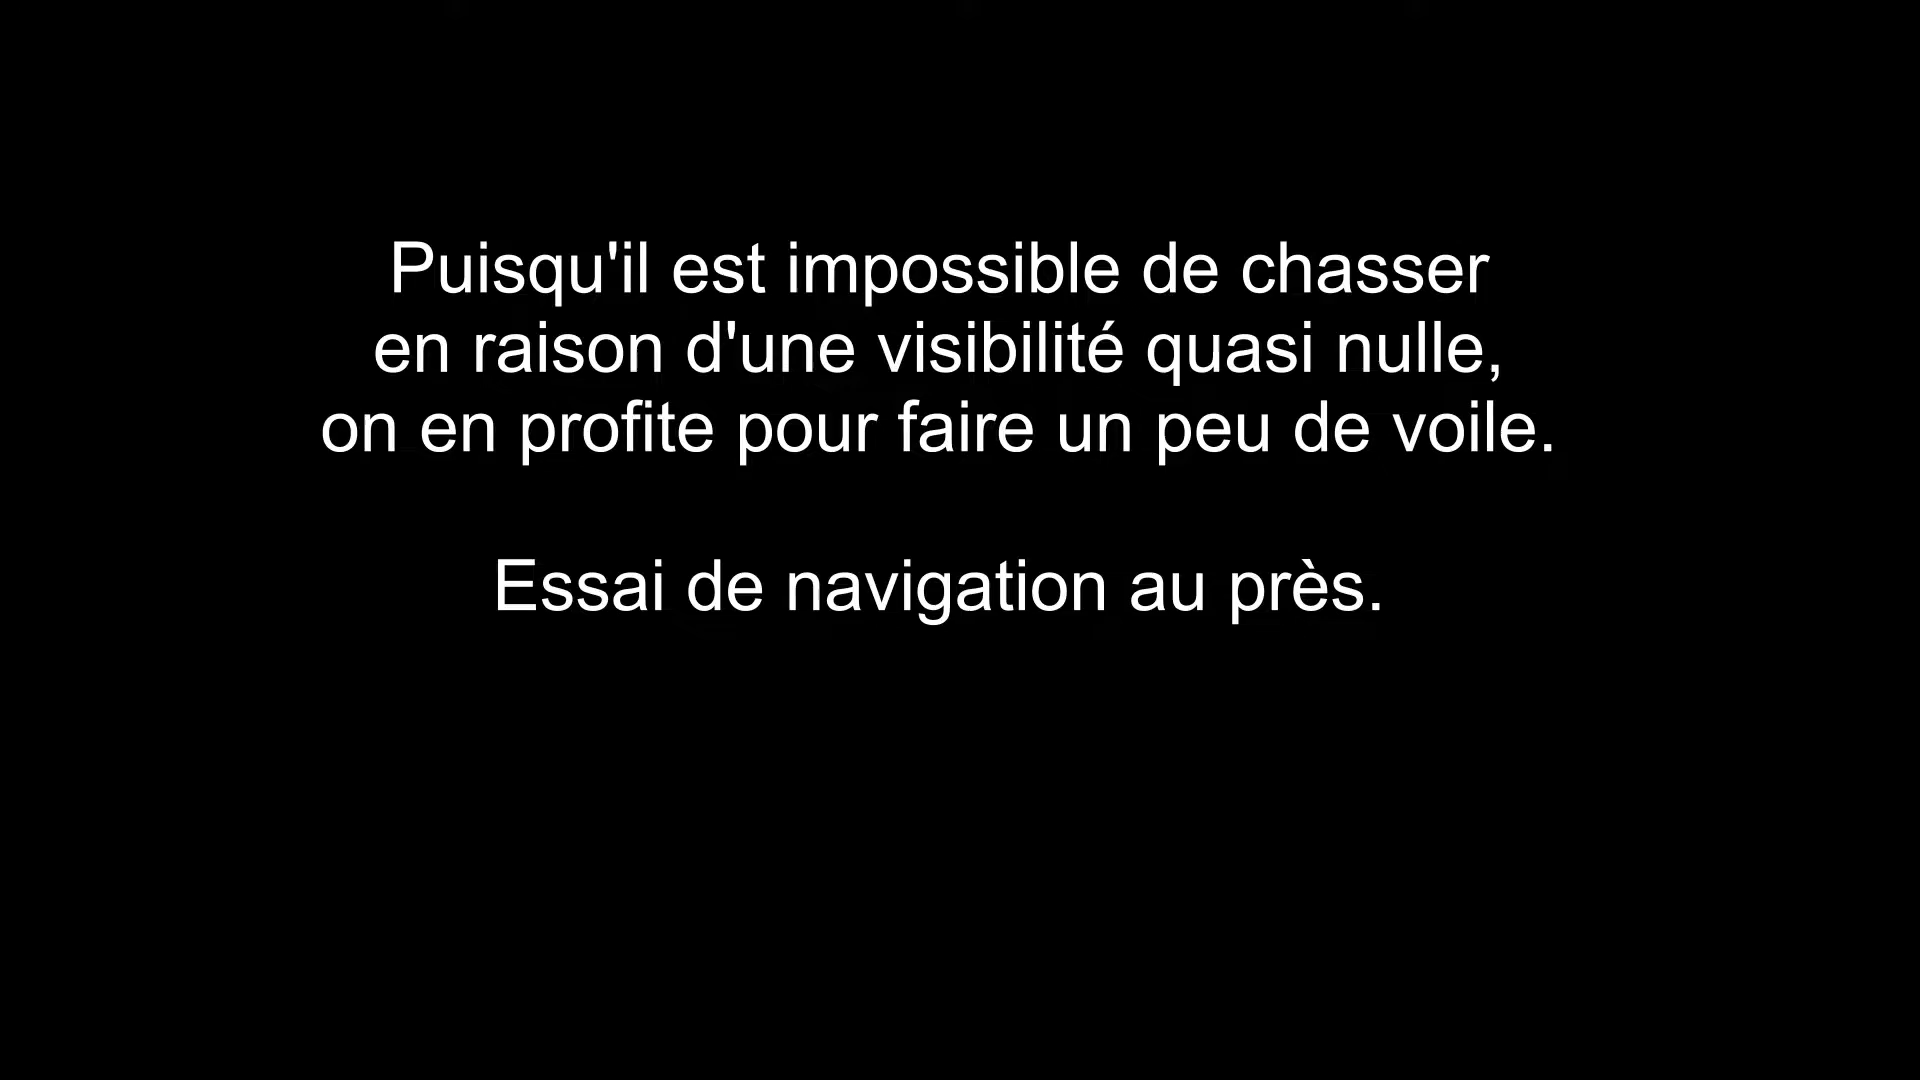 Puisqu'il est impossible de chasser
en raison d'une visibilité quasi nulle,
on en profite pour faire un peu de voile.
Essai de navigation au près.